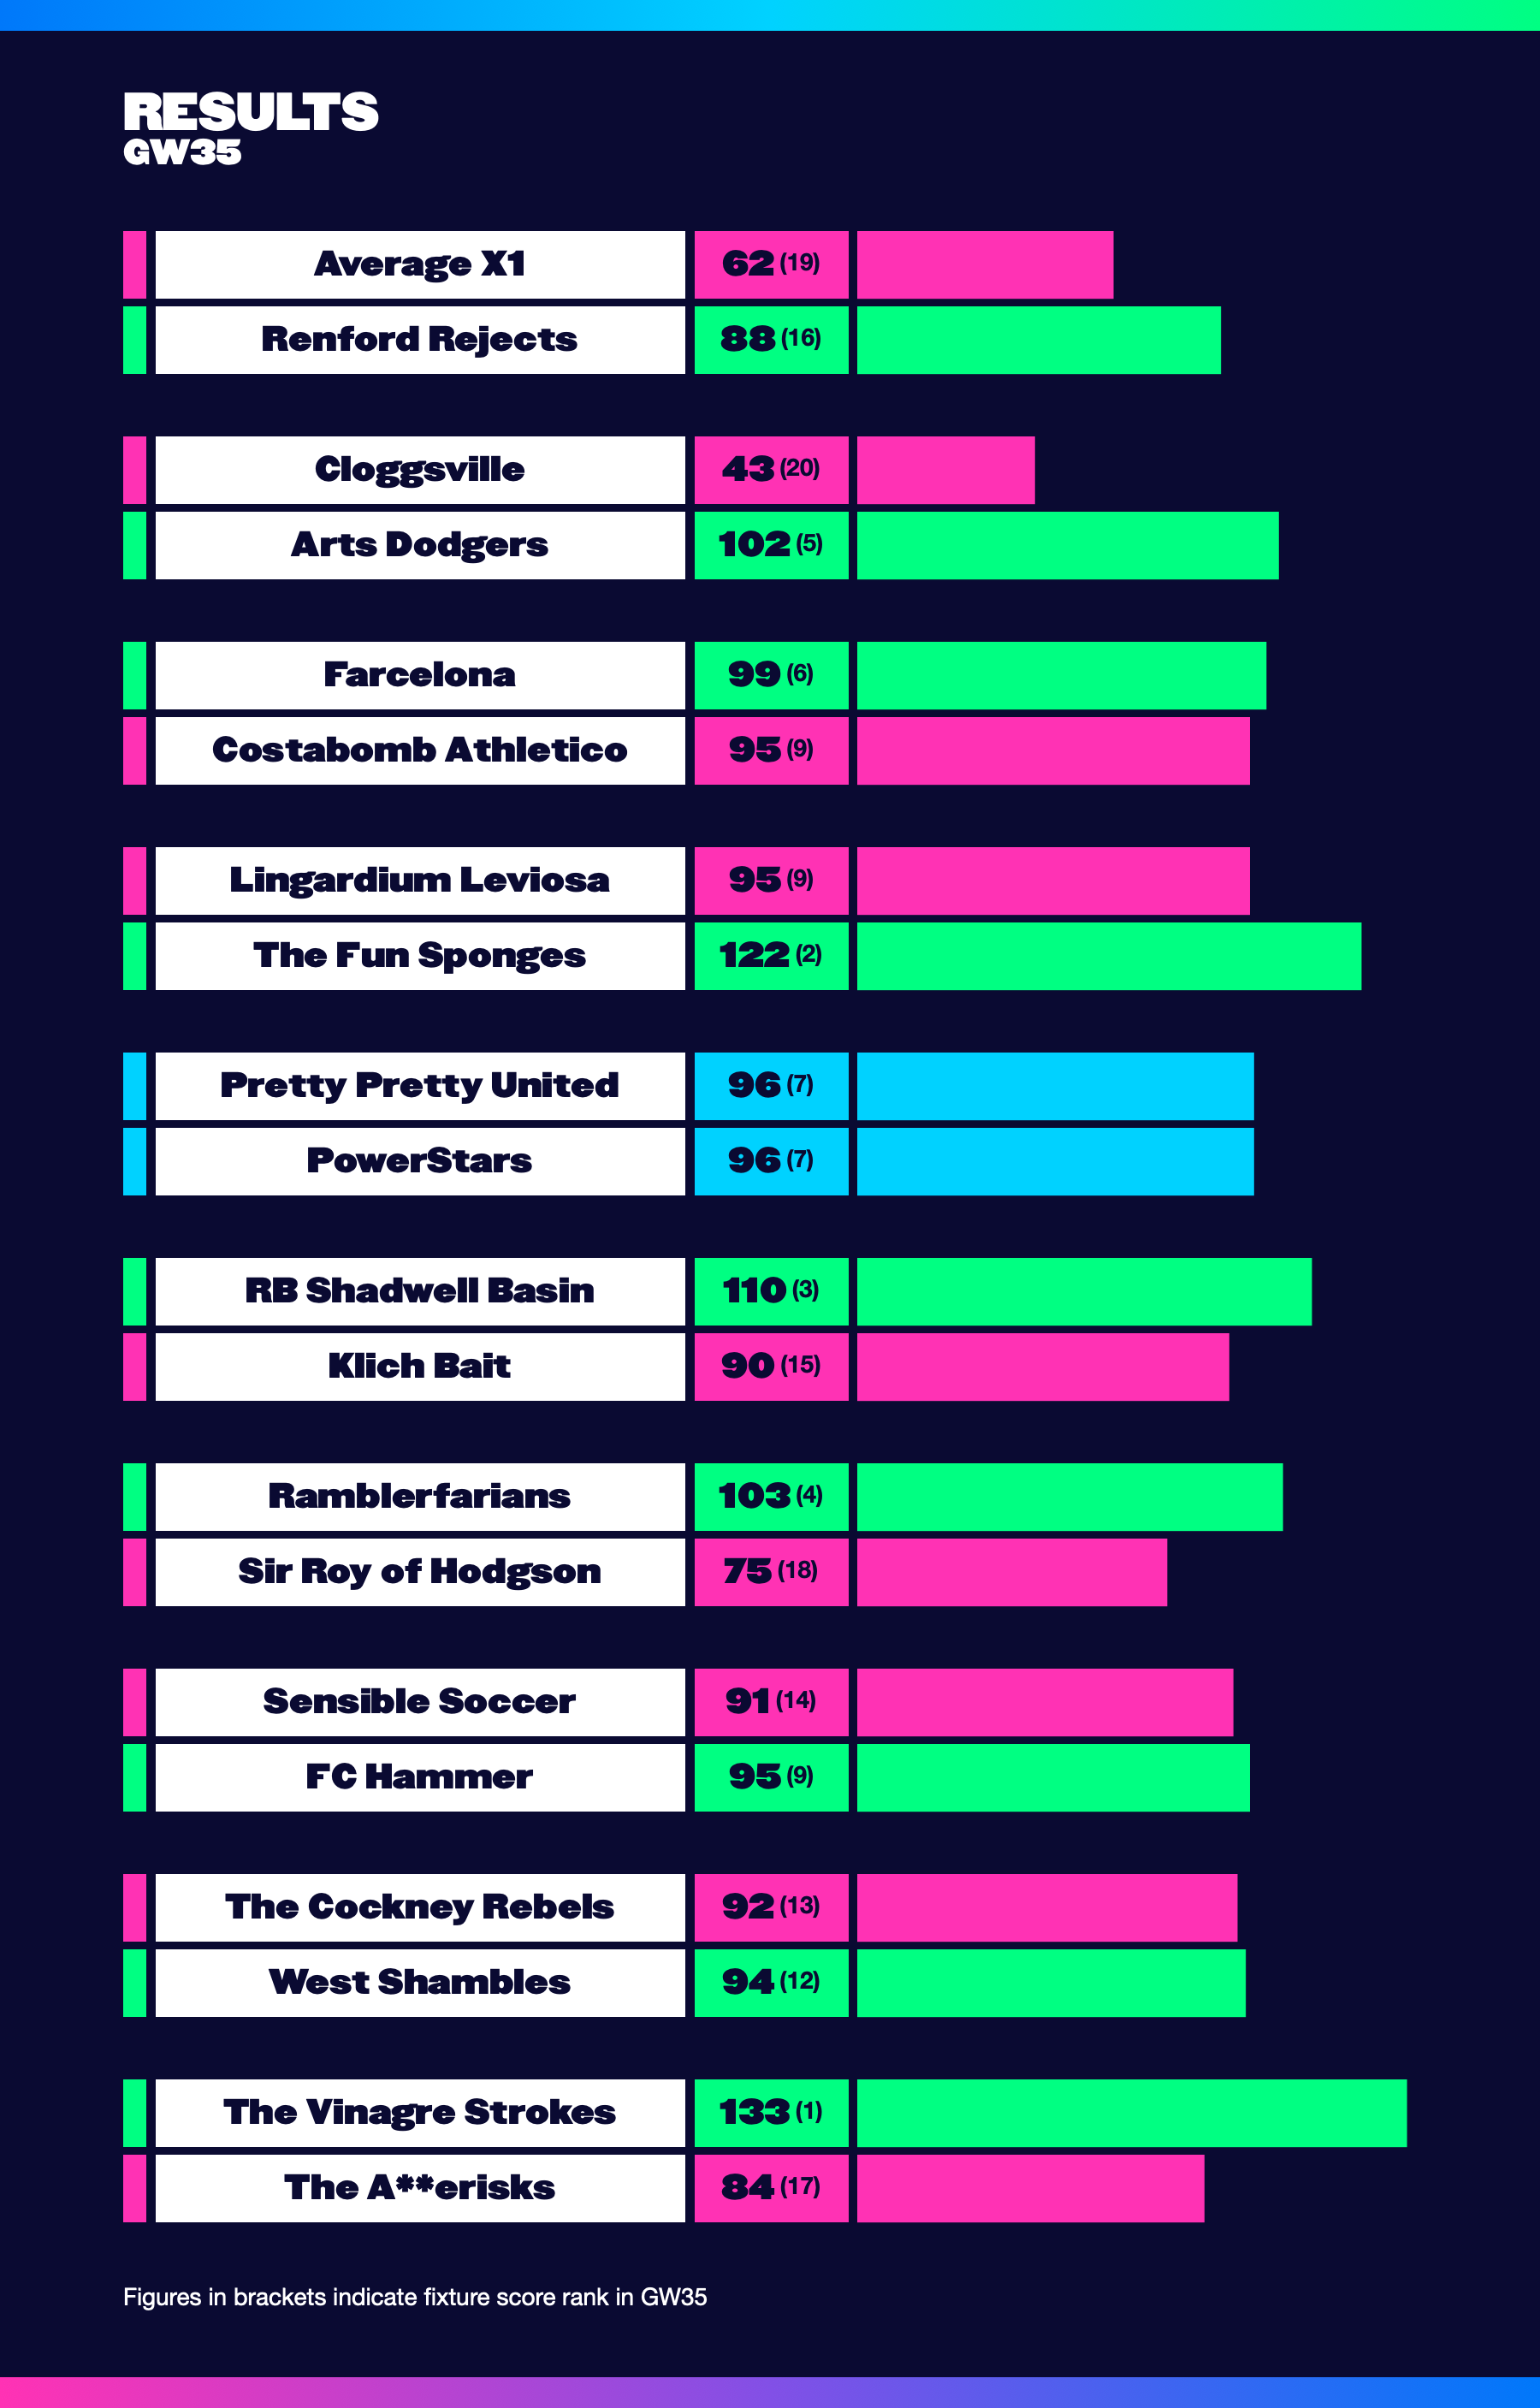 RESULTS
GW35
Average X1 62 (19)
Renford Rejects 88 (16)
Cloggsville 43 (20)
Arts Dodgers 102 (5)
Farcelona 99 (6)
Costabomb Athletico 95 (9)
Lingardium Leviosa 95 (9)
The Fun Sponges 122 (2)
Pretty Pretty United 96 (7)
PowerStars 96 (7)
RB Shadwell Basin 110 (3)
Klich Bait 90 (15)
Ramblerfarians 103 (4)
Sir Roy of Hodgson 75 (18)
Sensible Soccer 91 (14)
FC Hammer 95 (9)
The Cockney Rebels 92 (13)
West Shambles 94 (12)
The Vinagre Strokes 133 (1)
The A**erisks 84 (17)
Figures in brackets indicate fixture score rank in GW35